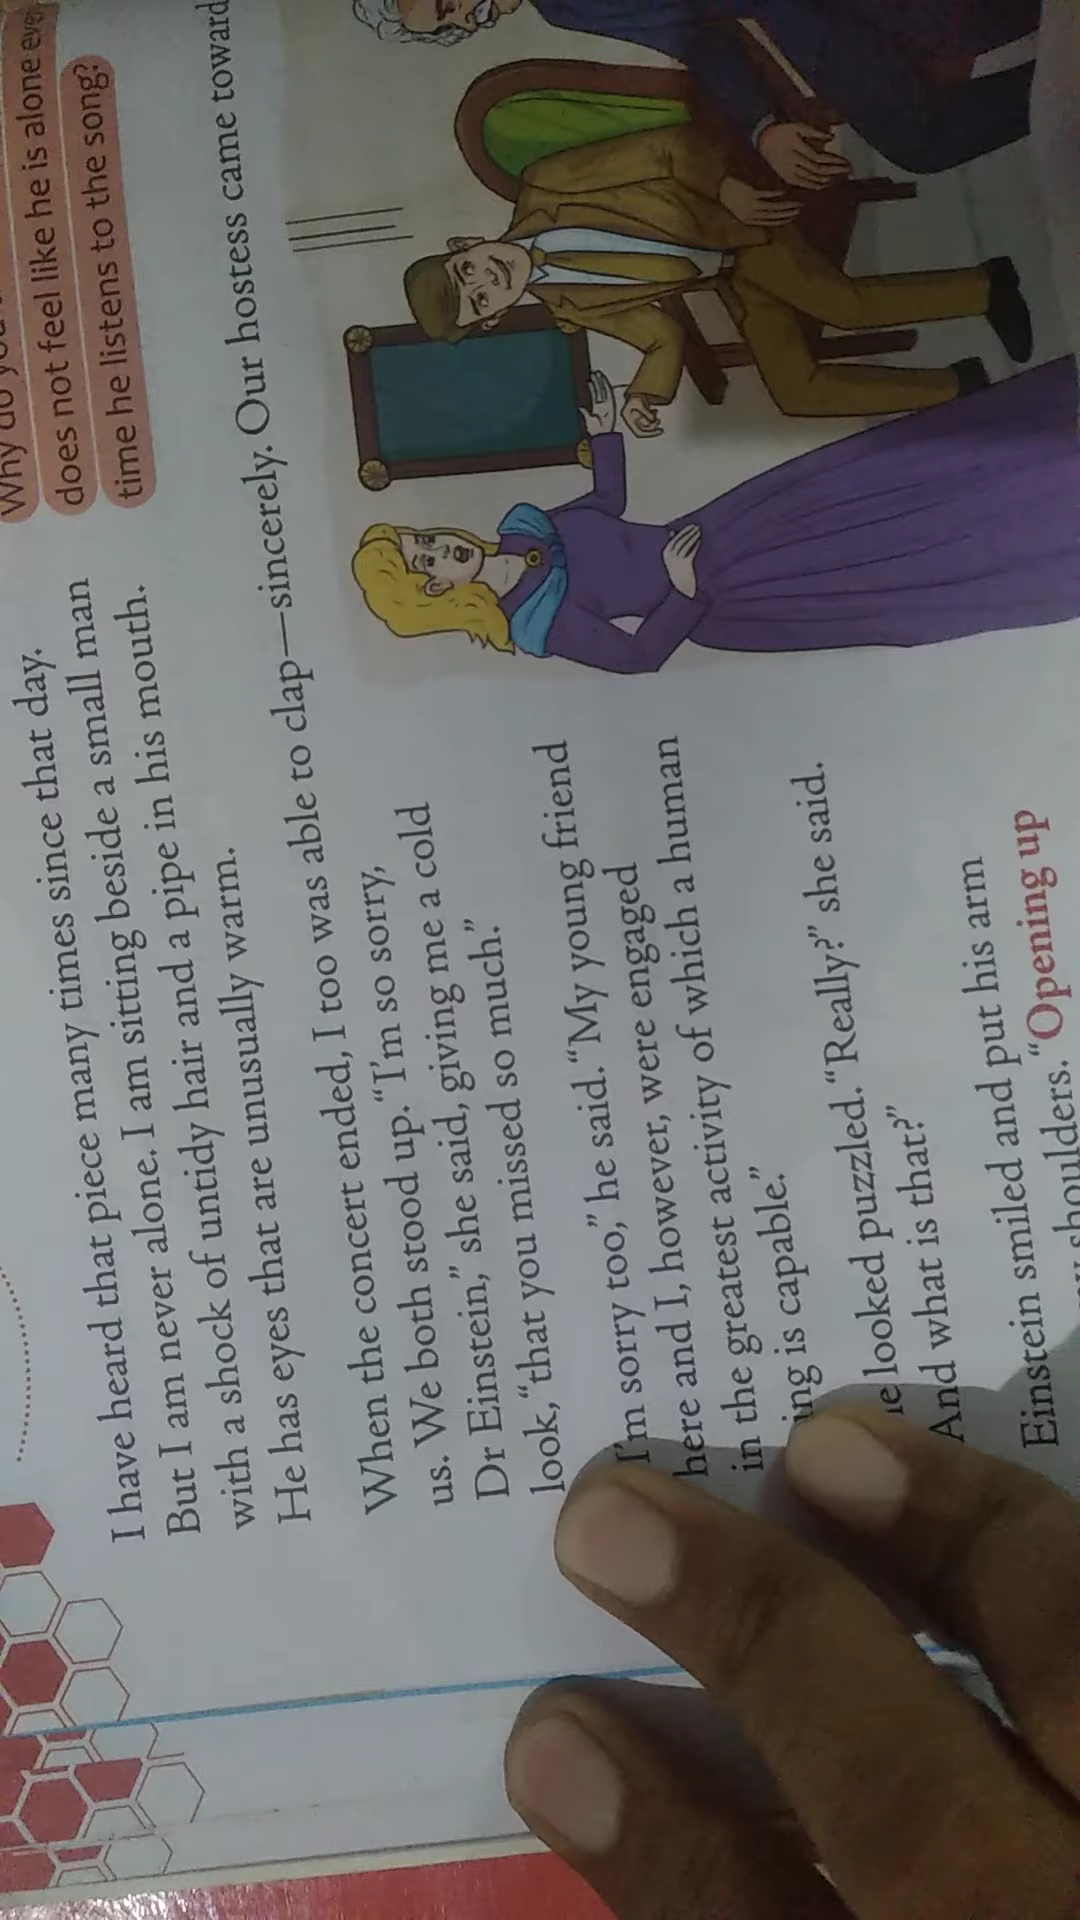 Why do
does not feel like he is alone
time he listens to the song?
I have heard that piece many times since that day.
But I am never alone. I am sitting beside a small man
with a shock of untidy hair and a pipe in his mouth.
He has eyes that are unusually warm.
When the concert ended, I too was able to clap—sincerely. Our hostess came toward
us. We both stood up. “I’m so sorry,
Dr Einstein,” she said, giving me a cold
look, “that you missed so much.”
I’m sorry too,” he said. “My young friend
here and I, however, were engaged
in the greatest activity of which a human
ing is capable.”
looked puzzled. “Really?” she said.
And what is that?”
Einstein smiled and put his arm
shoulders. “Opening up